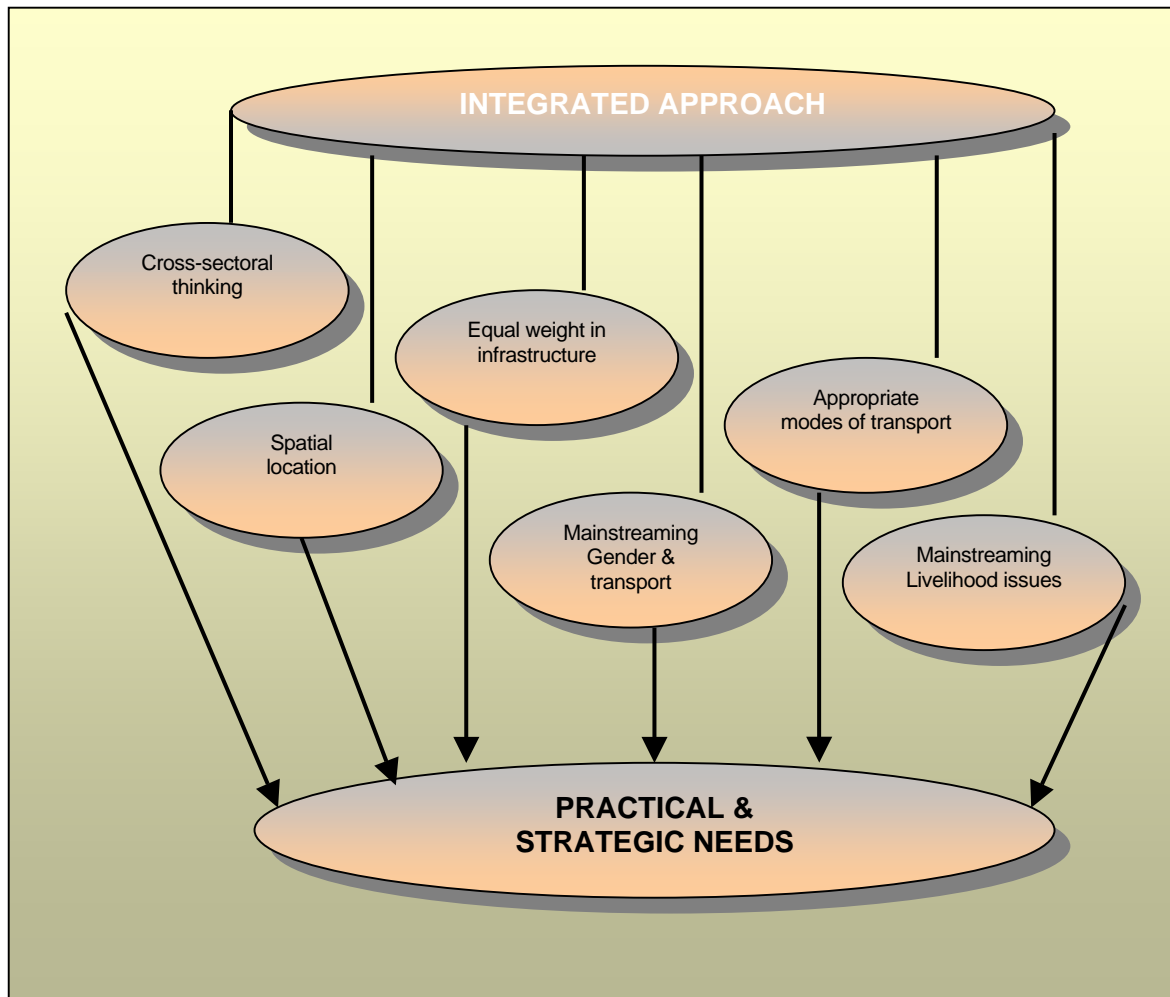 INTEGRATED APPROACH
Cross-sectoral
thinking
Equal weight in
infrastructure
Appropriate
modes of transport
Spatial
location
Mainstreaming
Gender &
transport
Mainstreaming
Livelihood issues
PRACTICAL &
STRATEGIC NEEDS